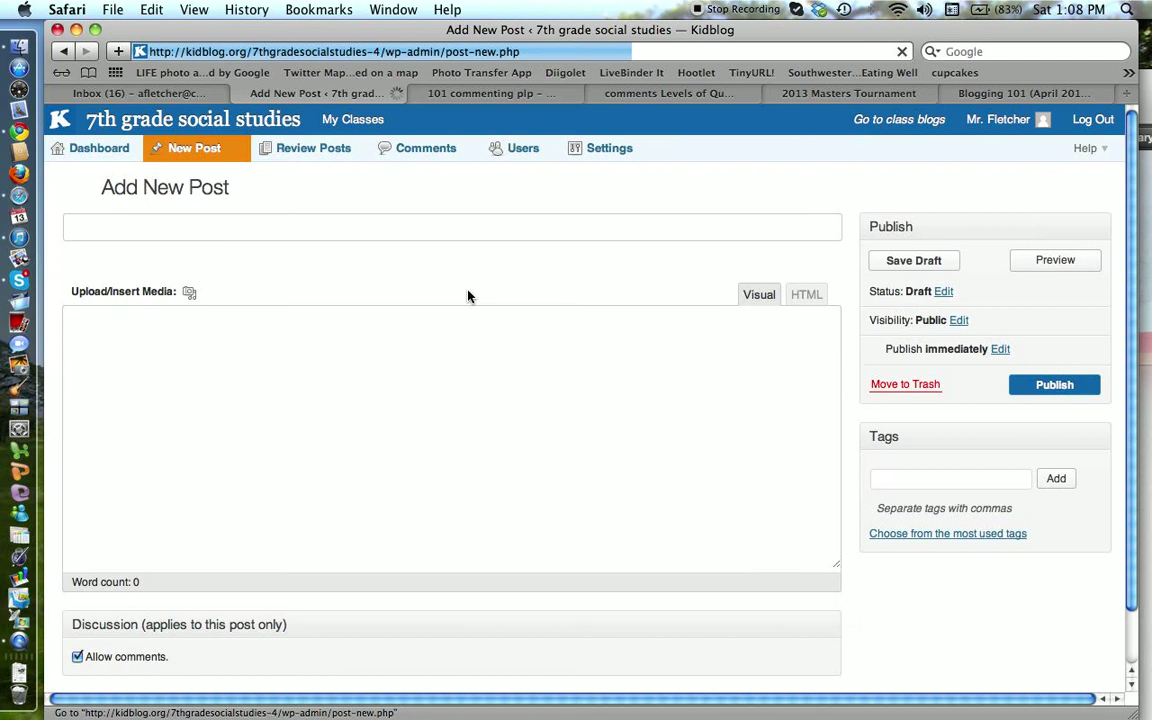 Safari File Edit View History Bookmarks Window Help Stop Recording (83%) Sat 1:08 PM
Add New Post ‹ 7th grade social studies — Kidblog
http://kidblog.org/7thgradesocialstudies-4/wp-admin/post-new.php Google
LIFE photo a...d by Google Twitter Map...ed on a map Photo Transfer App Diigolet LiveBinder It Hootlet TinyURL! Southwester...Eating Well cupcakes
Inbox (16) – afletcher@c... Add New Post ‹ 7th grad... 101 commenting plp – ... comments Levels of Qu... 2013 Masters Tournament Blogging 101 (April 201...
K 7th grade social studies My Classes Go to class blogs Mr. Fletcher Log Out
Dashboard New Post Review Posts Comments Users Settings Help
Add New Post
Publish
Save Draft Preview
Upload/Insert Media: Visual HTML
Status: Draft Edit
Visibility: Public Edit
Publish immediately Edit
Move to Trash Publish
Tags
Add
Separate tags with commas
Choose from the most used tags
Word count: 0
Discussion (applies to this post only)
Allow comments.
Go to "http://kidblog.org/7thgradesocialstudies-4/wp-admin/post-new.php"